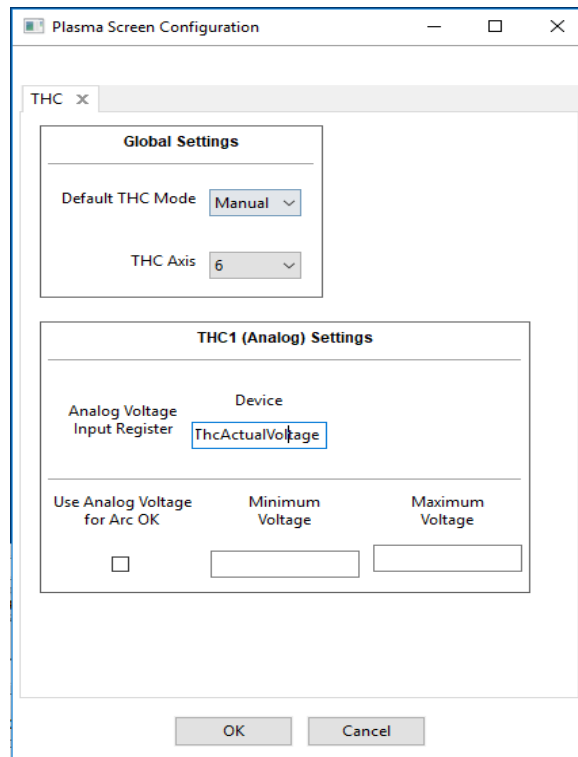 Plasma Screen Configuration
THC
Global Settings
Default THC Mode Manual
THC Axis 6
THC1 (Analog) Settings
Device
Analog Voltage
Input Register
ThcActualVoltage
Use Analog Voltage
for Arc OK
Minimum
Voltage
Maximum
Voltage
OK Cancel